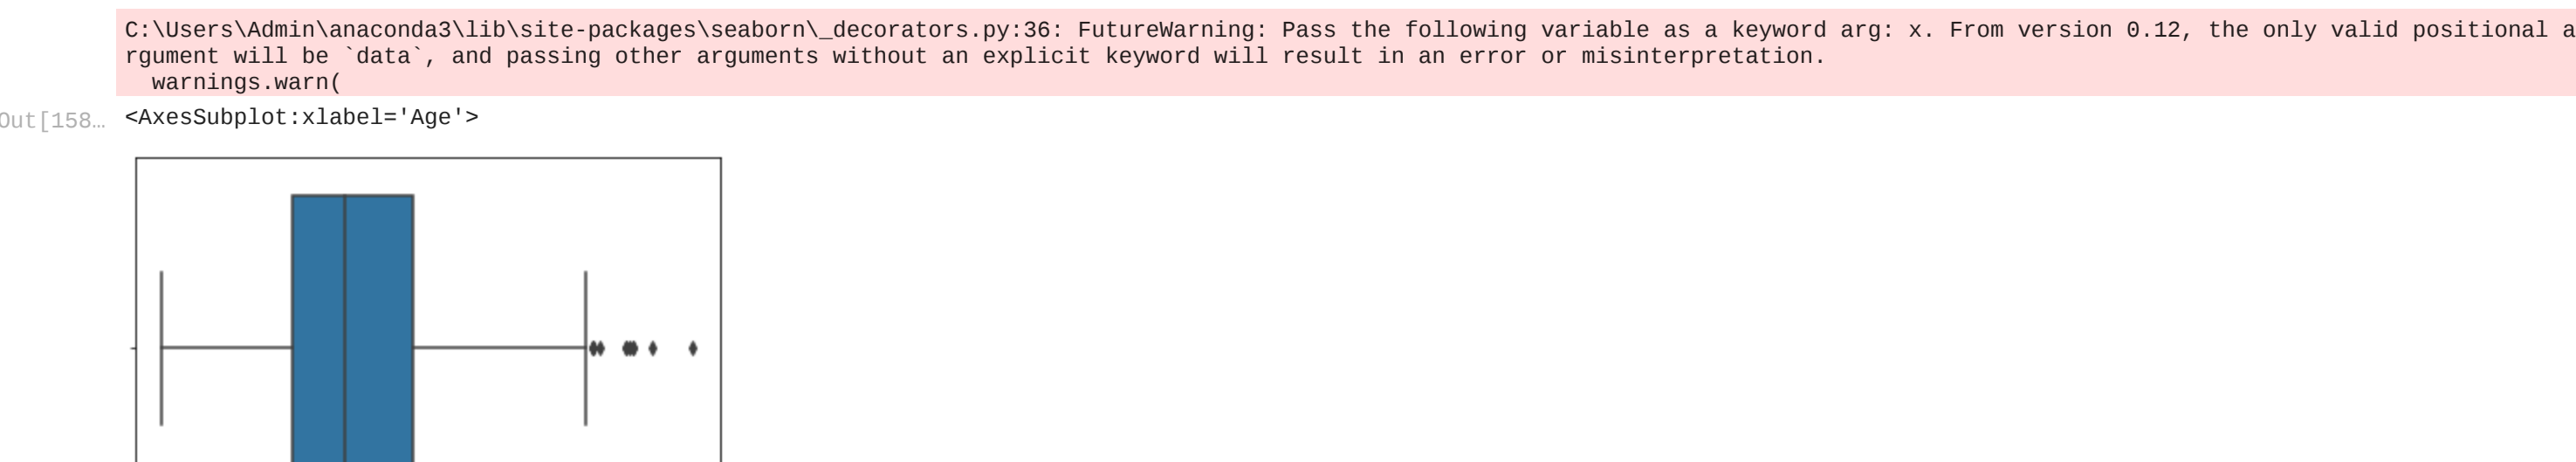 C:\Users\Admin\anaconda3\lib\site-packages\seaborn\_decorators.py:36: FutureWarning: Pass the following variable as a keyword arg: x. From version 0.12, the only valid positional a
rgument will be `data`, and passing other arguments without an explicit keyword will result in an error or misinterpretation.
  warnings.warn(
Out[158… <AxesSubplot:xlabel='Age'>